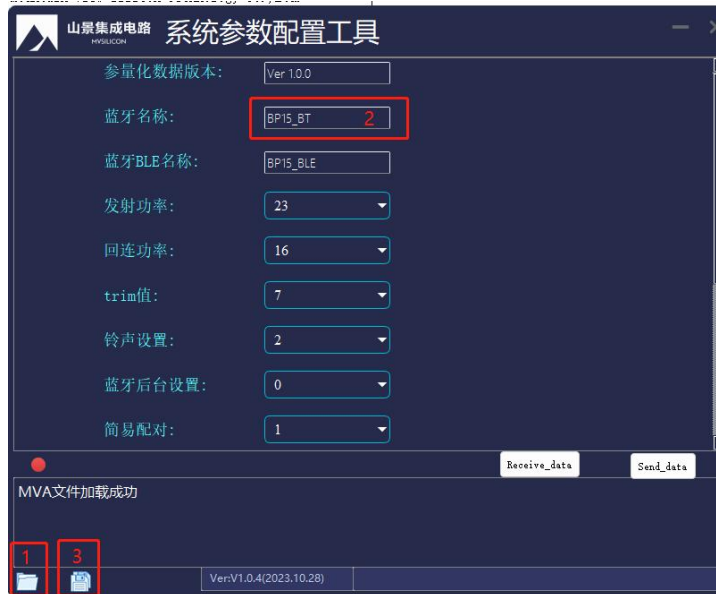 山景集成电路
MVSILICON
系统参数配置工具
参量化数据版本: Ver 1.0.0
蓝牙名称: BP15_BT 2
蓝牙BLE名称: BP15_BLE
发射功率: 23
回连功率: 16
trim值: 7
铃声设置: 2
蓝牙后台设置: 0
简易配对: 1
Receive_data Send_data
MVA文件加载成功
1 3
Ver:V1.0.4(2023.10.28)